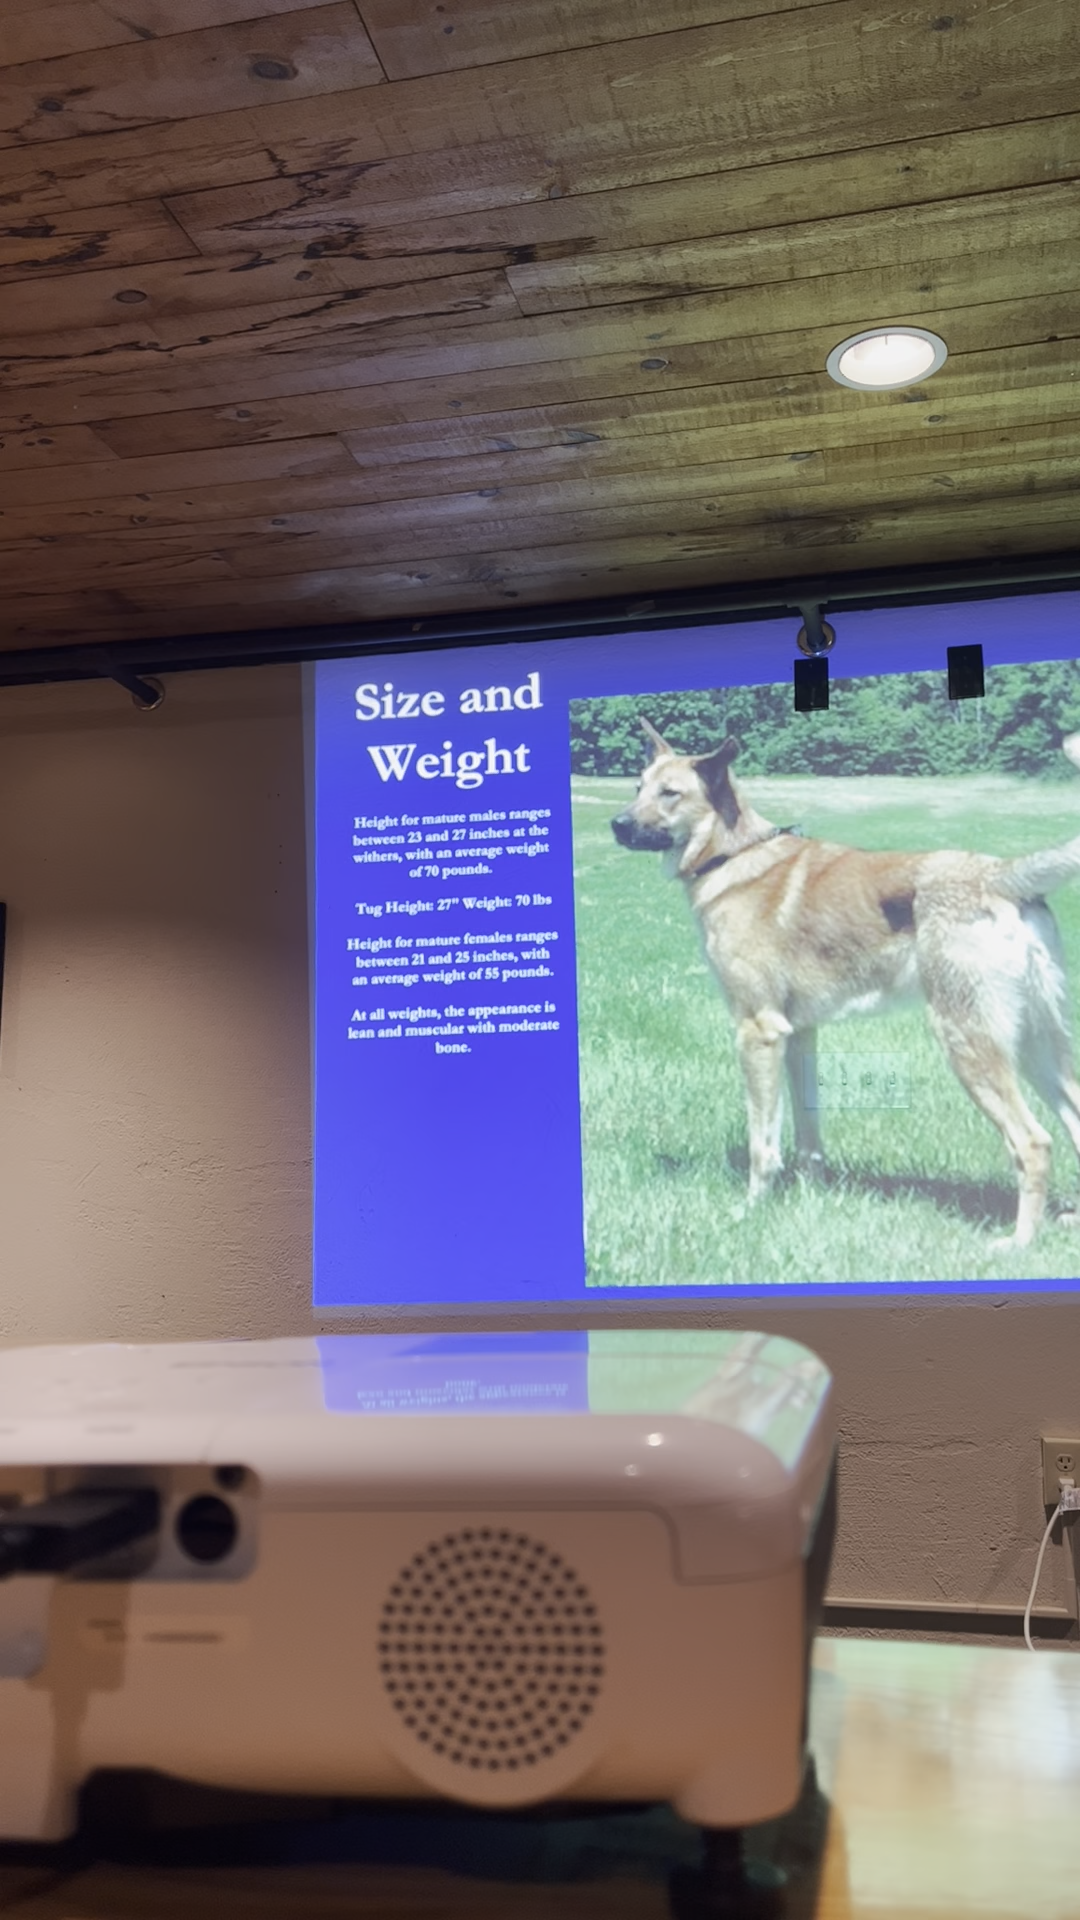 Size and
Weight
Height for mature males ranges
between 23 and 27 inches at the
withers, with an average weight
of 70 pounds.
Tug Height: 27" Weight: 70 lbs
Height for mature females ranges
between 21 and 25 inches, with
an average weight of 55 pounds.
At all weights, the appearance is
lean and muscular with moderate
bone.